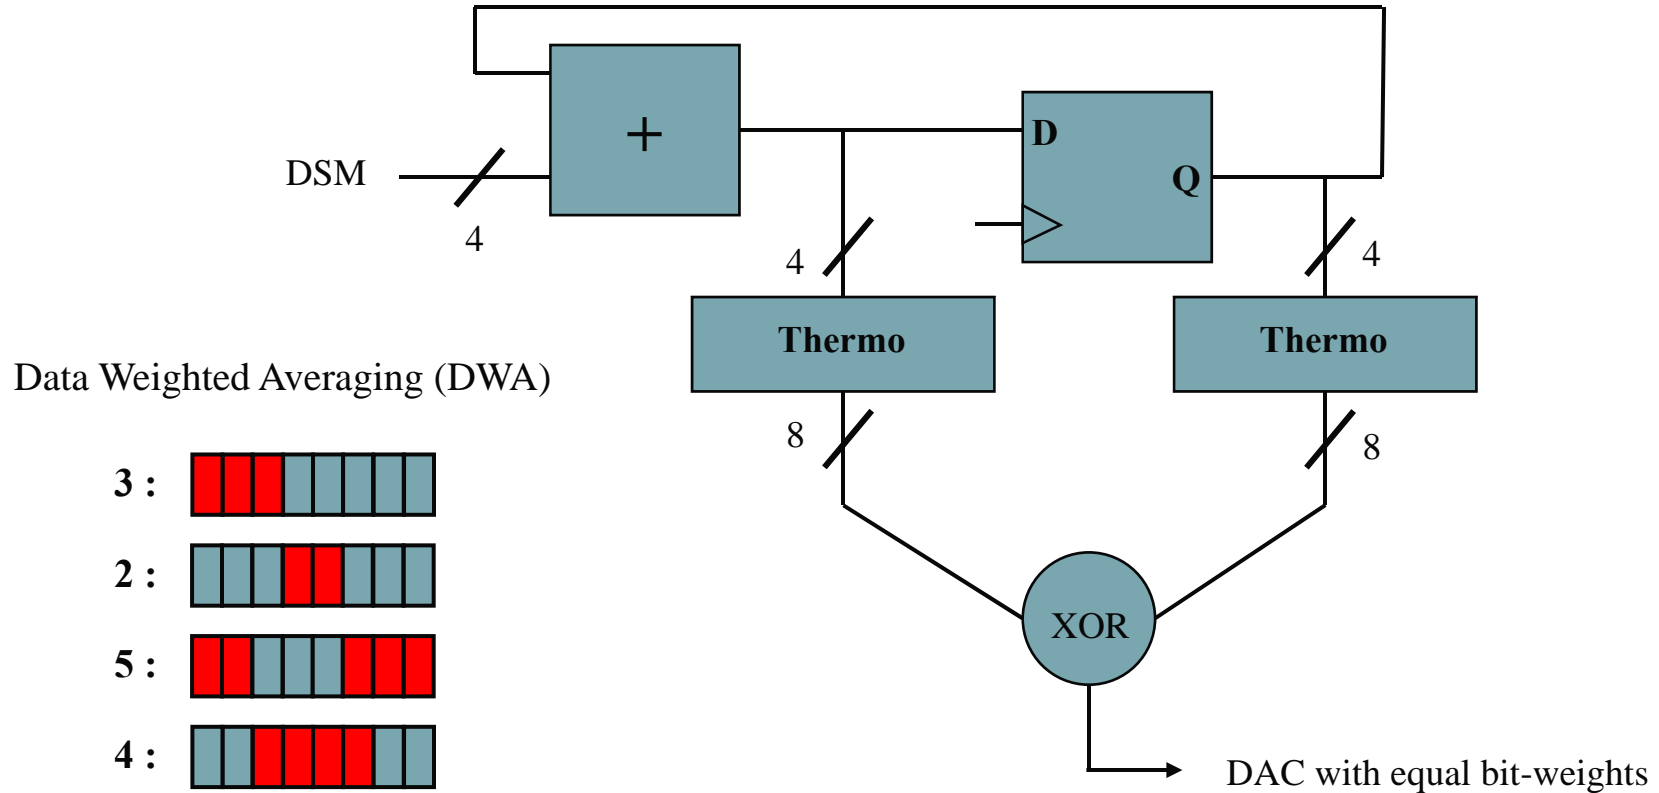 +
D
DSM
Q
4
4
4
Thermo
Thermo
Data Weighted Averaging (DWA)
8
8
3 :
2 :
XOR
5 :
4 :
DAC with equal bit-weights